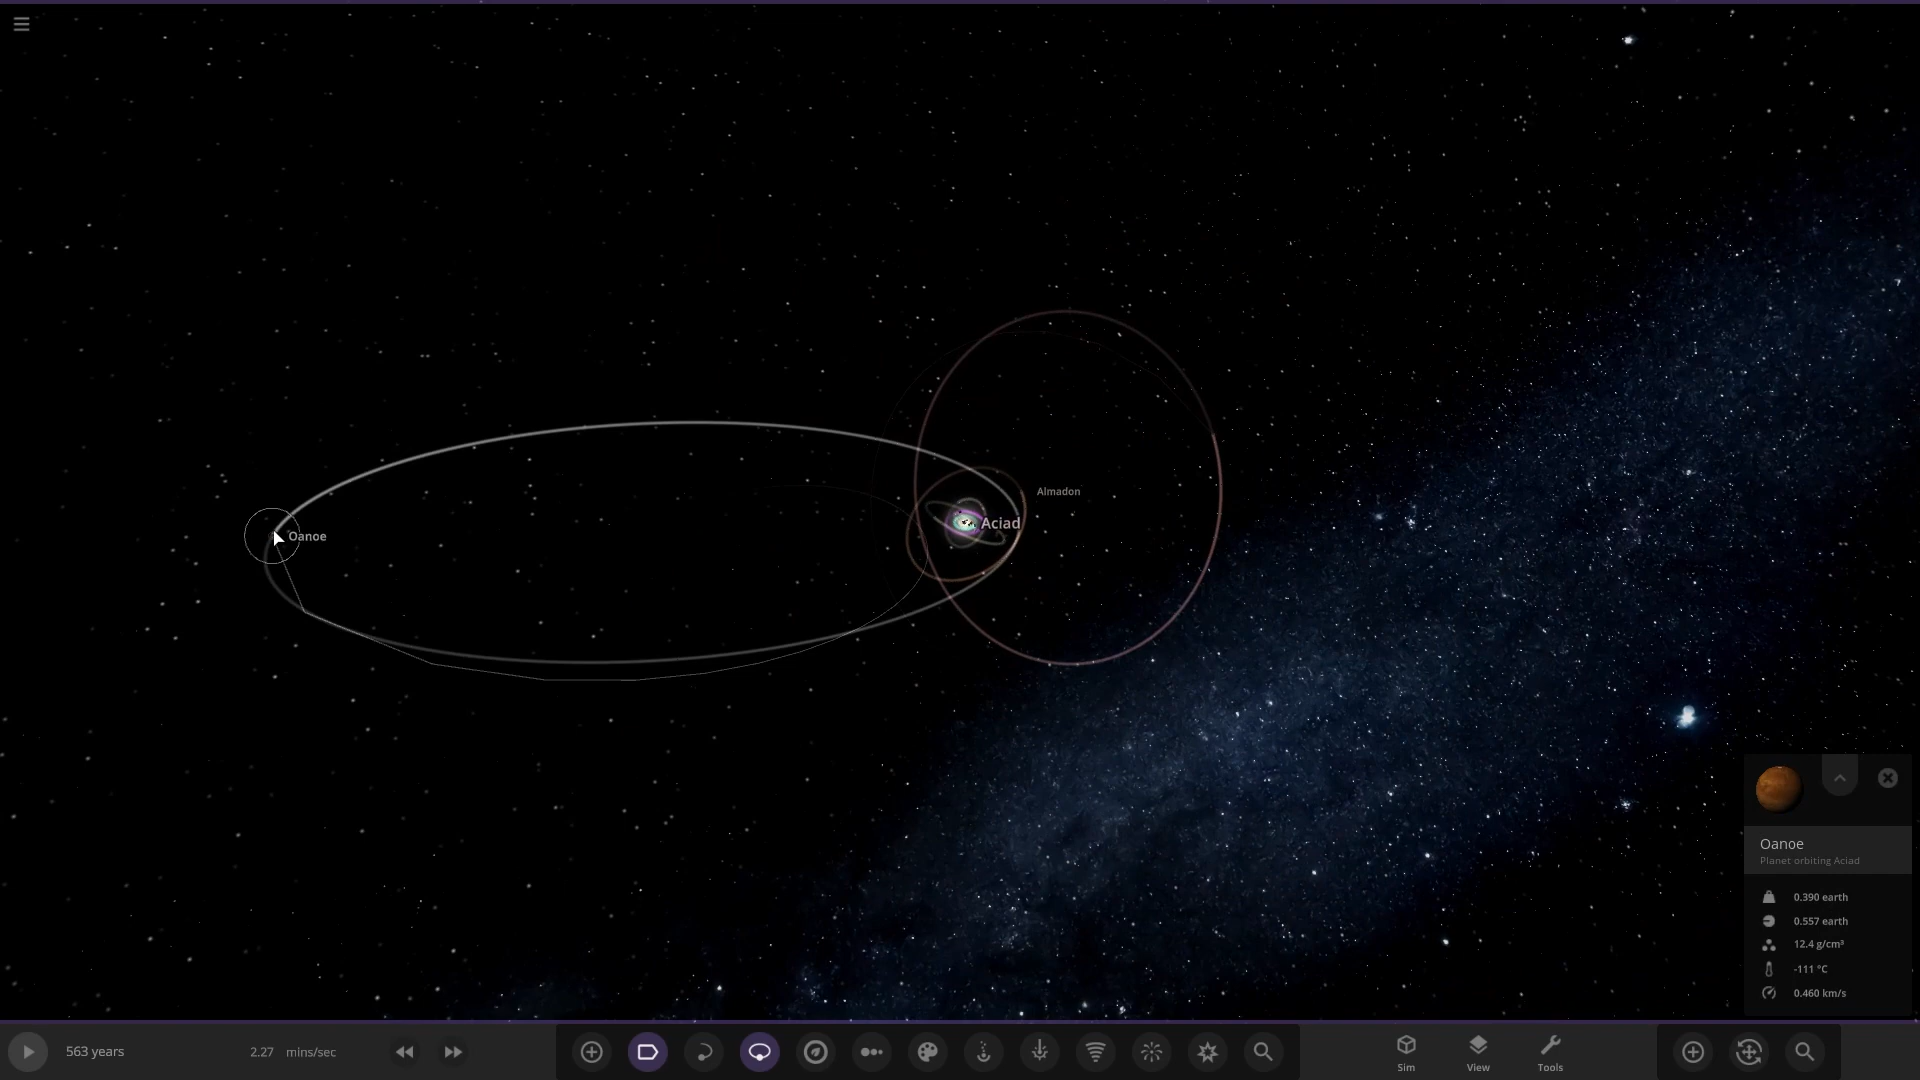 Almadon
Aciad
Oanoe
Oanoe
Planet orbiting Aciad
0.390 earth
0.557 earth
12.4 g/cm³
-111 °C
0.460 km/s
563 years
2.27 mins/sec
Sim
View
Tools